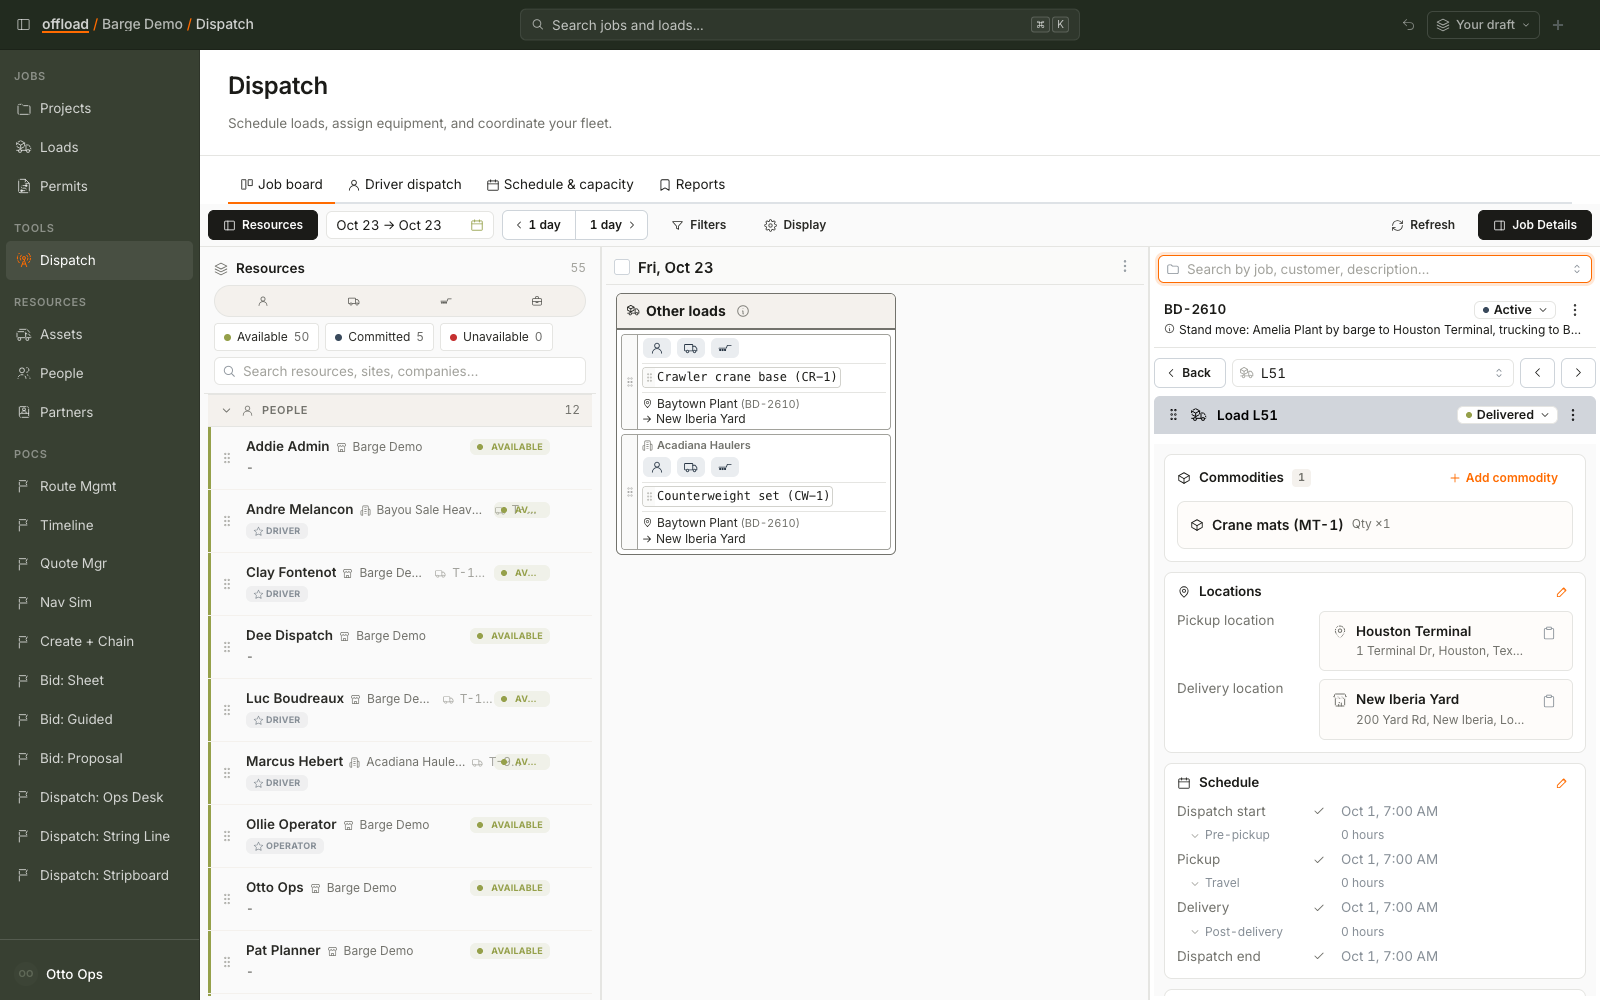 offload / Barge Demo / Dispatch
Search jobs and loads...
⌘ K
Your draft
JOBS
Projects
Loads
Permits
TOOLS
Dispatch
RESOURCES
Assets
People
Partners
POCS
Route Mgmt
Timeline
Quote Mgr
Nav Sim
Create + Chain
Bid: Sheet
Bid: Guided
Bid: Proposal
Dispatch: Ops Desk
Dispatch: String Line
Dispatch: Stripboard
OO Otto Ops
Dispatch
Schedule loads, assign equipment, and coordinate your fleet.
Job board
Driver dispatch
Schedule & capacity
Reports
Resources
Oct 23 → Oct 23
1 day
1 day
Filters
Display
Refresh
Job Details
Resources 55
Available 50
Committed 5
Unavailable 0
Search resources, sites, companies...
PEOPLE 12
Addie Admin Barge Demo AVAILABLE
-
Andre Melancon Bayou Sale Heav... AV...
DRIVER
Clay Fontenot Barge De... T-1... AV...
DRIVER
Dee Dispatch Barge Demo AVAILABLE
-
Luc Boudreaux Barge De... T-1... AV...
DRIVER
Marcus Hebert Acadiana Haule... AV...
DRIVER
Ollie Operator Barge Demo AVAILABLE
OPERATOR
Otto Ops Barge Demo AVAILABLE
-
Pat Planner Barge Demo AVAILABLE
-
Fri, Oct 23
Other loads
Crawler crane base (CR-1)
Baytown Plant (BD-2610)
→ New Iberia Yard
Acadiana Haulers
Counterweight set (CW-1)
Baytown Plant (BD-2610)
→ New Iberia Yard
Search by job, customer, description...
BD-2610 Active
Stand move: Amelia Plant by barge to Houston Terminal, trucking to B...
Back
L51
Load L51 Delivered
Commodities 1
Add commodity
Crane mats (MT-1) Qty ×1
Locations
Pickup location
Houston Terminal
1 Terminal Dr, Houston, Tex...
Delivery location
New Iberia Yard
200 Yard Rd, New Iberia, Lo...
Schedule
Dispatch start Oct 1, 7:00 AM
Pre-pickup 0 hours
Pickup Oct 1, 7:00 AM
Travel 0 hours
Delivery Oct 1, 7:00 AM
Post-delivery 0 hours
Dispatch end Oct 1, 7:00 AM